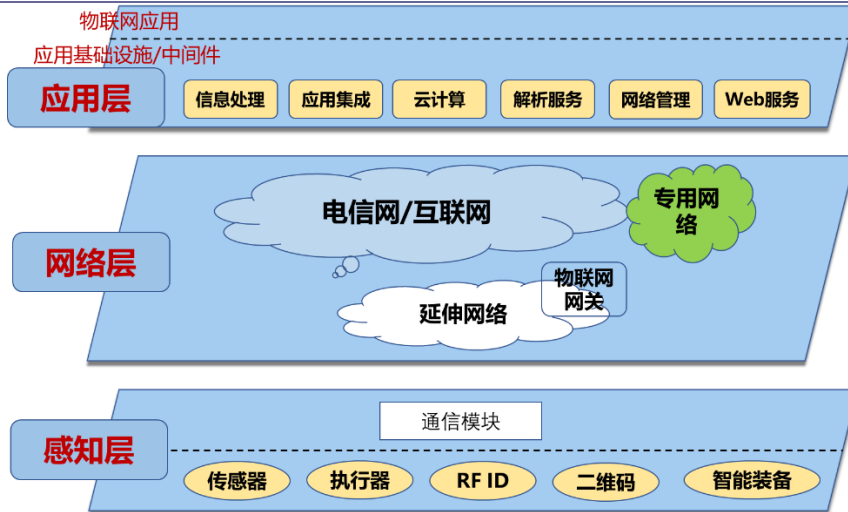 物联网应用
应用基础设施/中间件
应用层
信息处理
应用集成
云计算
解析服务
网络管理
Web服务
电信网/互联网
专用网
络
网络层
物联网
网关
延伸网络
通信模块
感知层
传感器
执行器
RF ID
二维码
智能装备